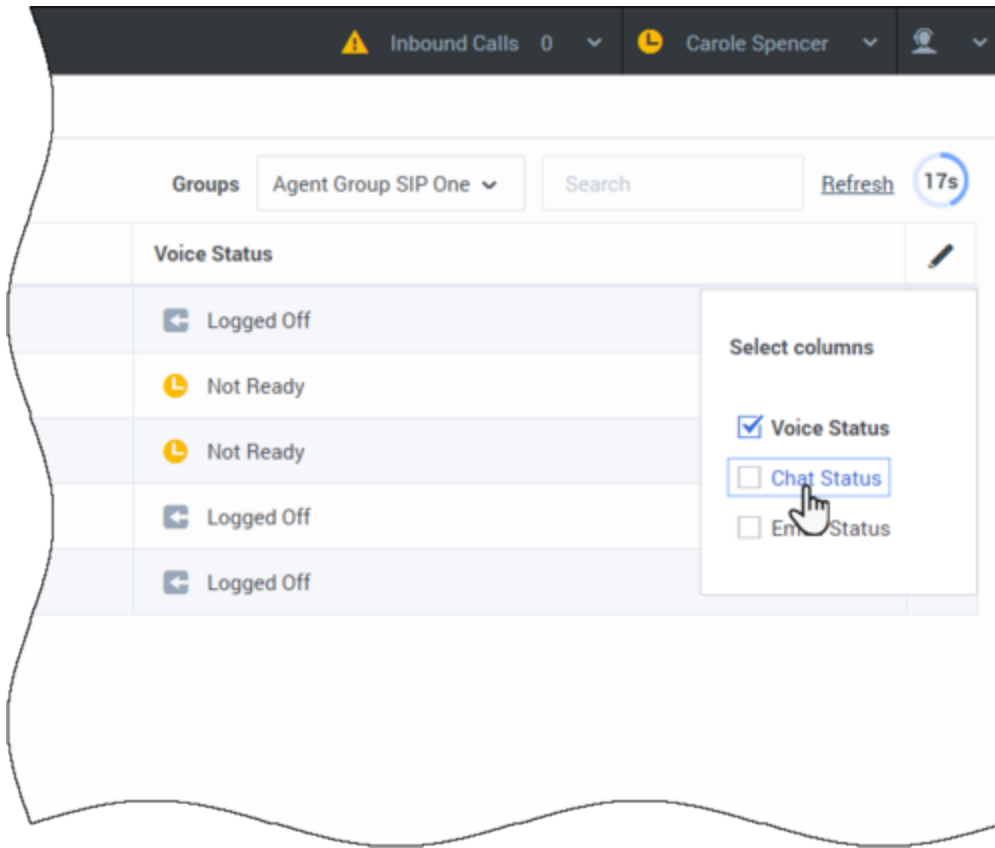 Inbound Calls 0
Carole Spencer
Groups Agent Group SIP One Search Refresh 17s
Voice Status
Logged Off
Select columns
Not Ready
Voice Status
Not Ready
Chat Status
Logged Off
Status
Logged Off